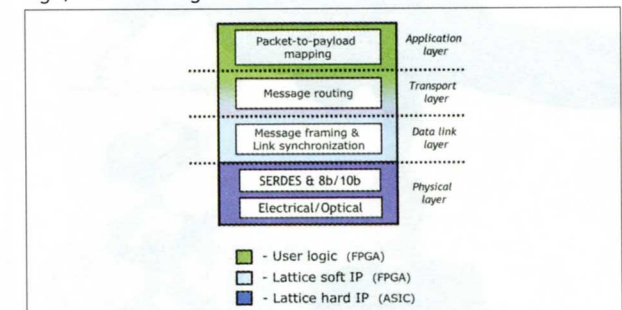 Packet-to-payload
mapping
Application
layer
Message routing
Transport
layer
Message framing &
Link synchronization
Data link
layer
SERDES & 8b/10b
Electrical/Optical
Physical
layer
- User logic (FPGA)
- Lattice soft IP (FPGA)
- Lattice hard IP (ASIC)